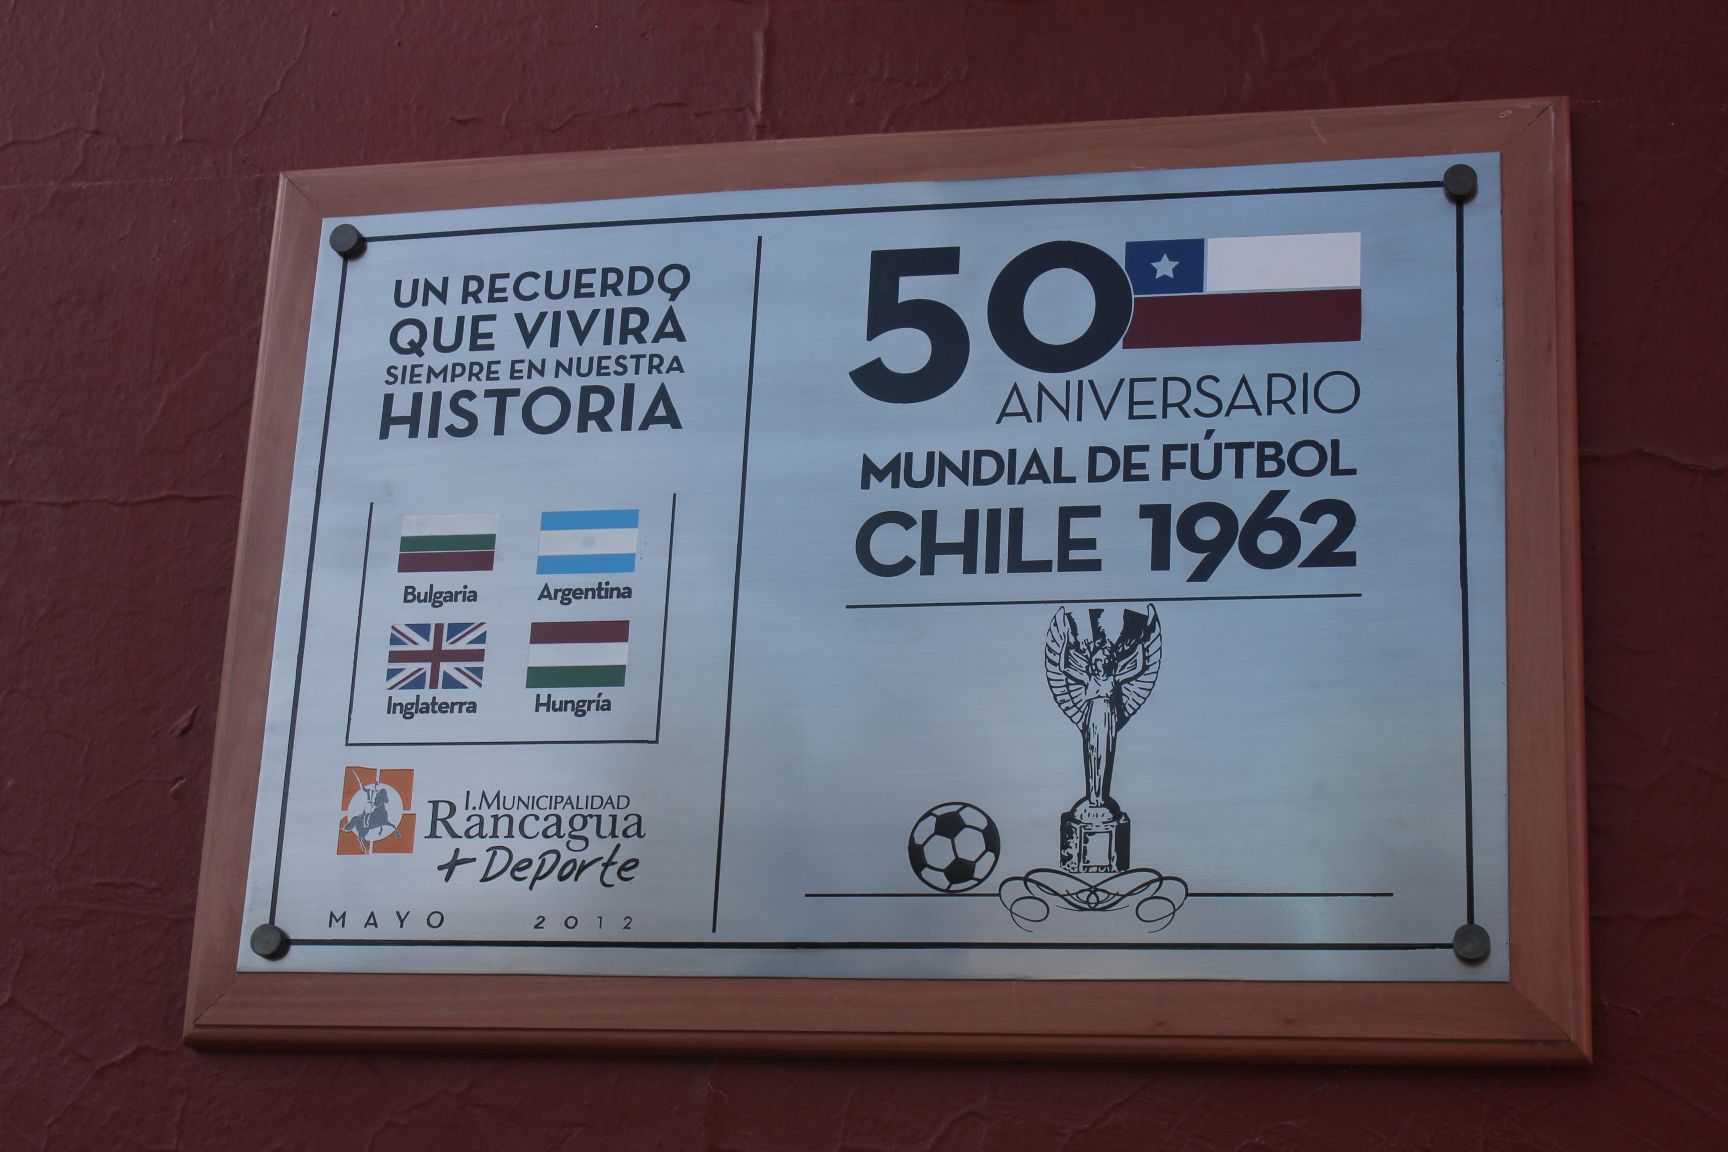 UN RECUERDO
QUE VIVIRÁ
SIEMPRE EN NUESTRA
HISTORIA
Bulgaria
Argentina
Inglaterra
Hungría
I. MUNICIPALIDAD
Rancagua
+ Deporte
MAYO 2012
50
ANIVERSARIO
MUNDIAL DE FÚTBOL
CHILE 1962